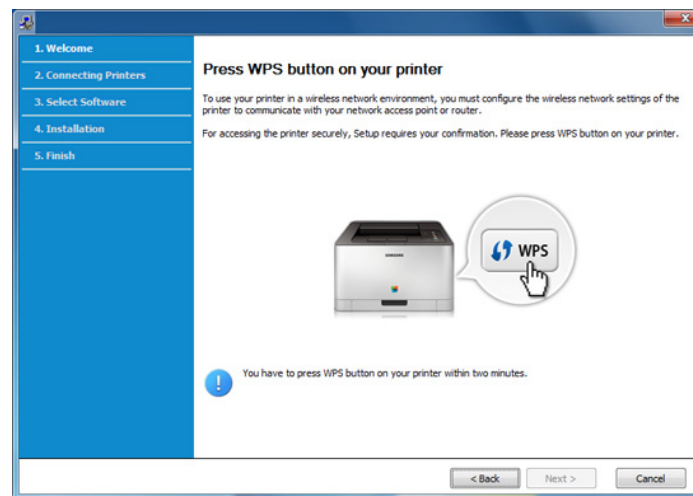 1. Welcome
2. Connecting Printers
3. Select Software
4. Installation
5. Finish
Press WPS button on your printer
To use your printer in a wireless network environment, you must configure the wireless network settings of the
printer to communicate with your network access point or router.
For accessing the printer securely, Setup requires your confirmation. Please press WPS button on your printer.
SAMSUNG
WPS
You have to press WPS button on your printer within two minutes.
< Back
Next >
Cancel